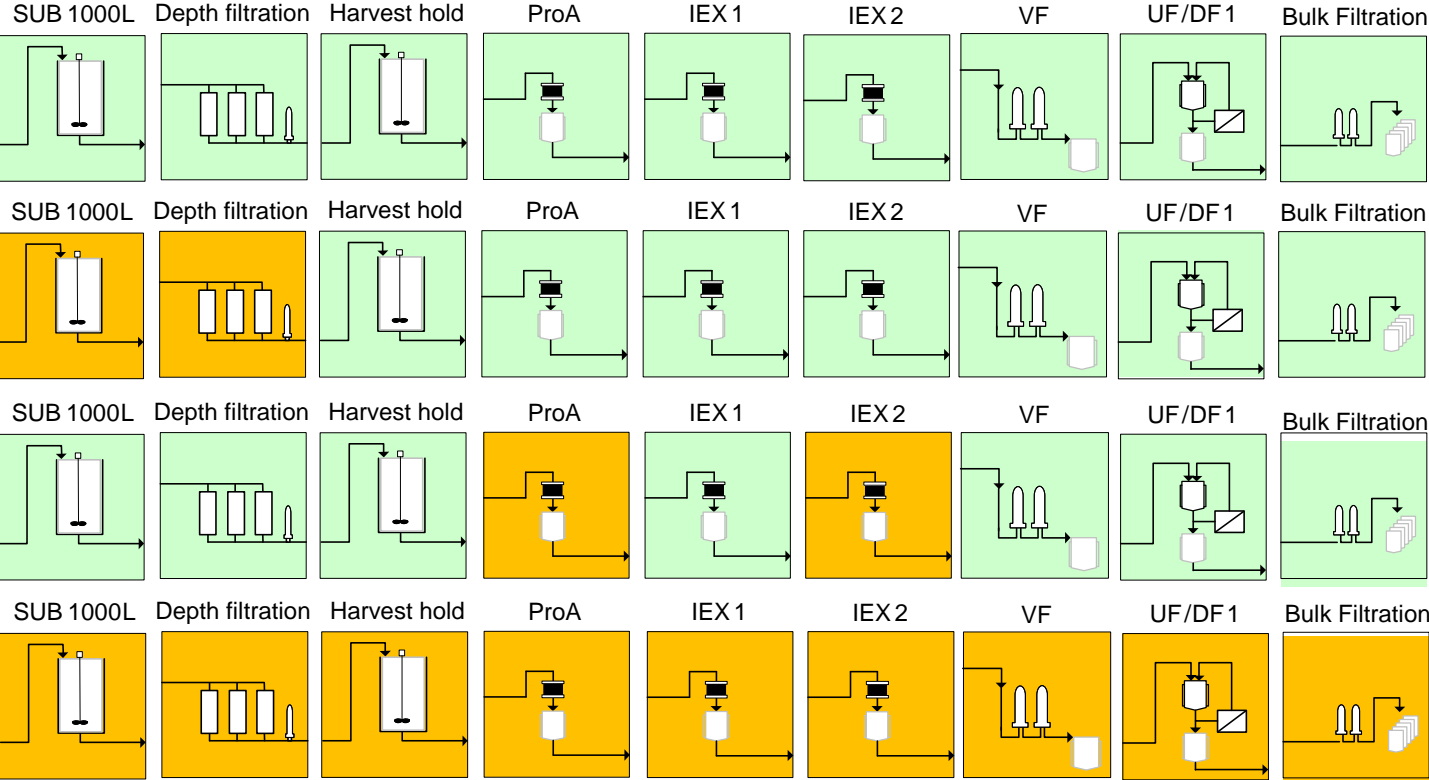 SUB 1000L Depth filtration Harvest hold ProA IEX 1 IEX 2 VF UF/DF 1 Bulk Filtration
SUB 1000L Depth filtration Harvest hold ProA IEX 1 IEX 2 VF UF/DF 1 Bulk Filtration
SUB 1000L Depth filtration Harvest hold ProA IEX 1 IEX 2 VF UF/DF 1 Bulk Filtration
SUB 1000L Depth filtration Harvest hold ProA IEX 1 IEX 2 VF UF/DF 1 Bulk Filtration